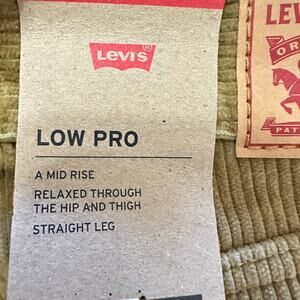 LEVI'S®
LOW PRO
A MID RISE
RELAXED THROUGH
THE HIP AND THIGH
STRAIGHT LEG
LEV
OR
PAT